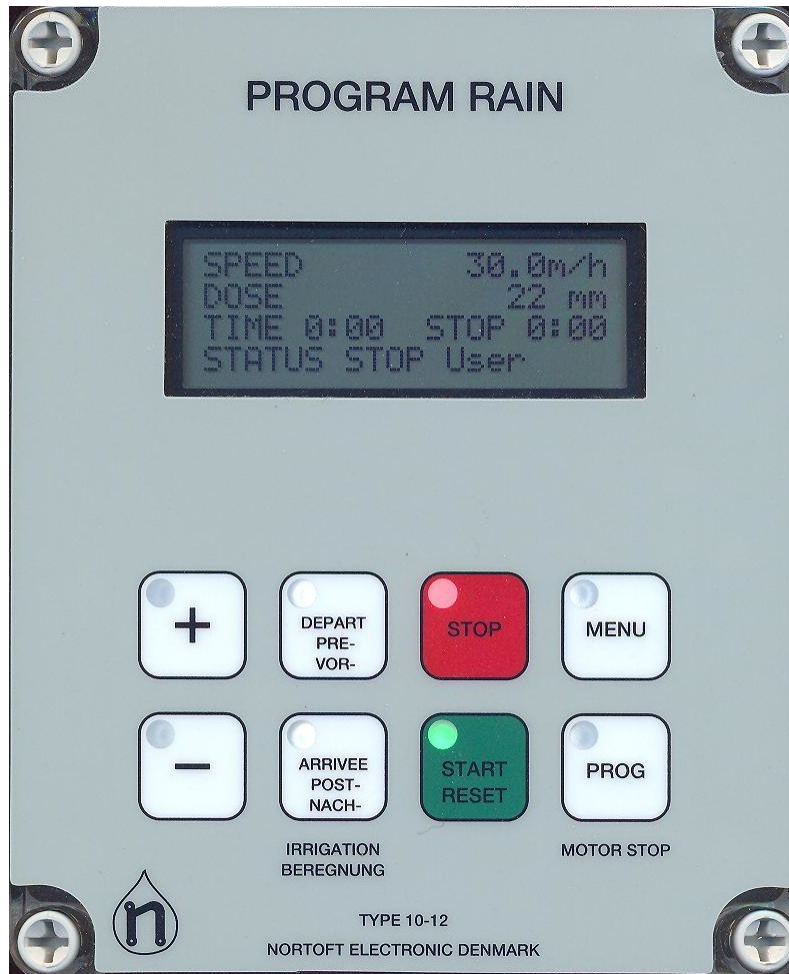 PROGRAM RAIN
SPEED 30.0m/h
DOSE 22 mm
TIME 0:00 STOP 0:00
STATUS STOP User
+
DEPART
PRE-
VOR-
STOP
MENU
−
ARRIVEE
POST-
NACH-
START
RESET
PROG
IRRIGATION
BEREGNUNG
MOTOR STOP
n
TYPE 10-12
NORTOFT ELECTRONIC DENMARK